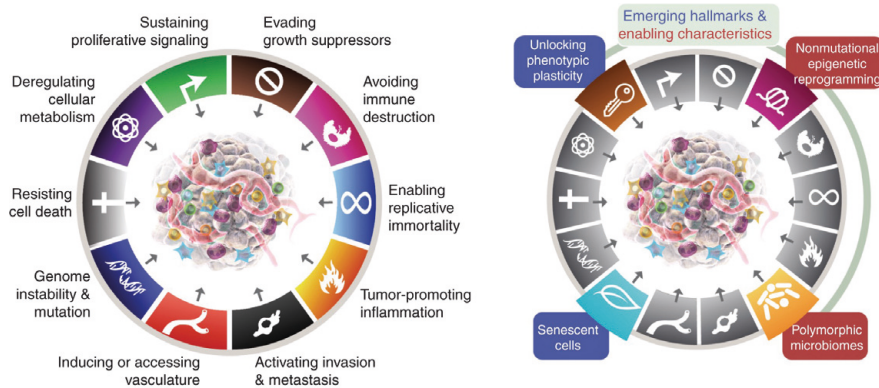 Sustaining
proliferative signaling
Evading
growth suppressors
Deregulating
cellular
metabolism
Avoiding
immune
destruction
Resisting
cell death
Enabling
replicative
immortality
Genome
instability &
mutation
Tumor-promoting
inflammation
Inducing or accessing
vasculature
Activating invasion
& metastasis
Emerging hallmarks &
enabling characteristics
Unlocking
phenotypic
plasticity
Nonmutational
epigenetic
reprogramming
Senescent
cells
Polymorphic
microbiomes